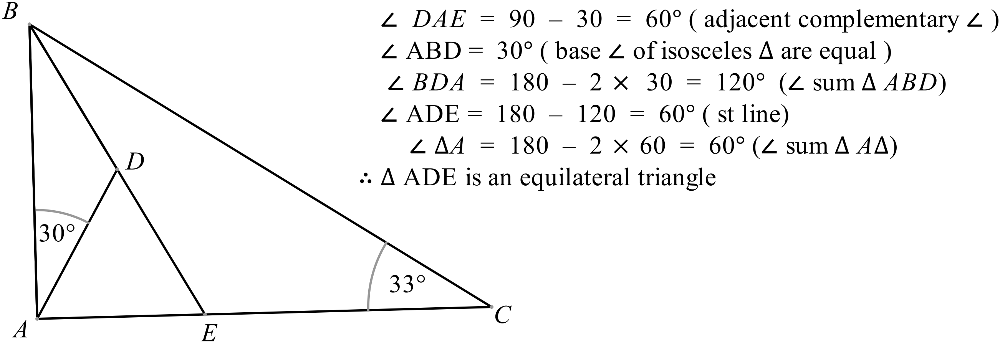 B
∠ DAE = 90 – 30 = 60° ( adjacent complementary ∠ )
∠ ABD = 30° ( base ∠ of isosceles Δ are equal )
∠ BDA = 180 – 2 × 30 = 120° (∠ sum Δ ABD)
∠ ADE = 180 – 120 = 60° ( st line)
∠ ΔA = 180 – 2 × 60 = 60° (∠ sum Δ AΔ)
∴ Δ ADE is an equilateral triangle
D
30°
33°
A
E
C